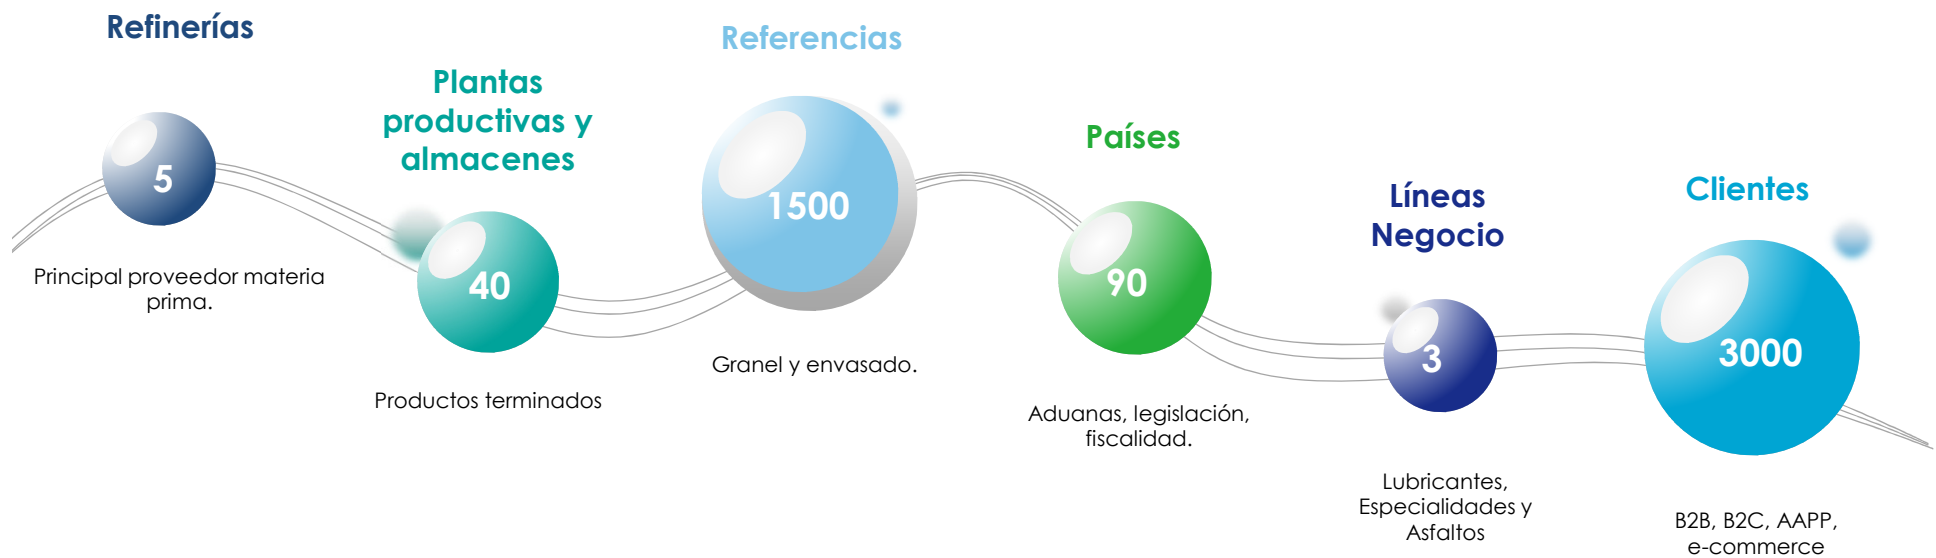 Refinerías
5
Principal proveedor materia
prima.
Plantas
productivas y
almacenes
40
Productos terminados
Referencias
1500
Granel y envasado.
Países
90
Aduanas, legislación,
fiscalidad.
Líneas
Negocio
3
Lubricantes,
Especialidades y
Asfaltos
Clientes
3000
B2B, B2C, AAPP,
e-commerce